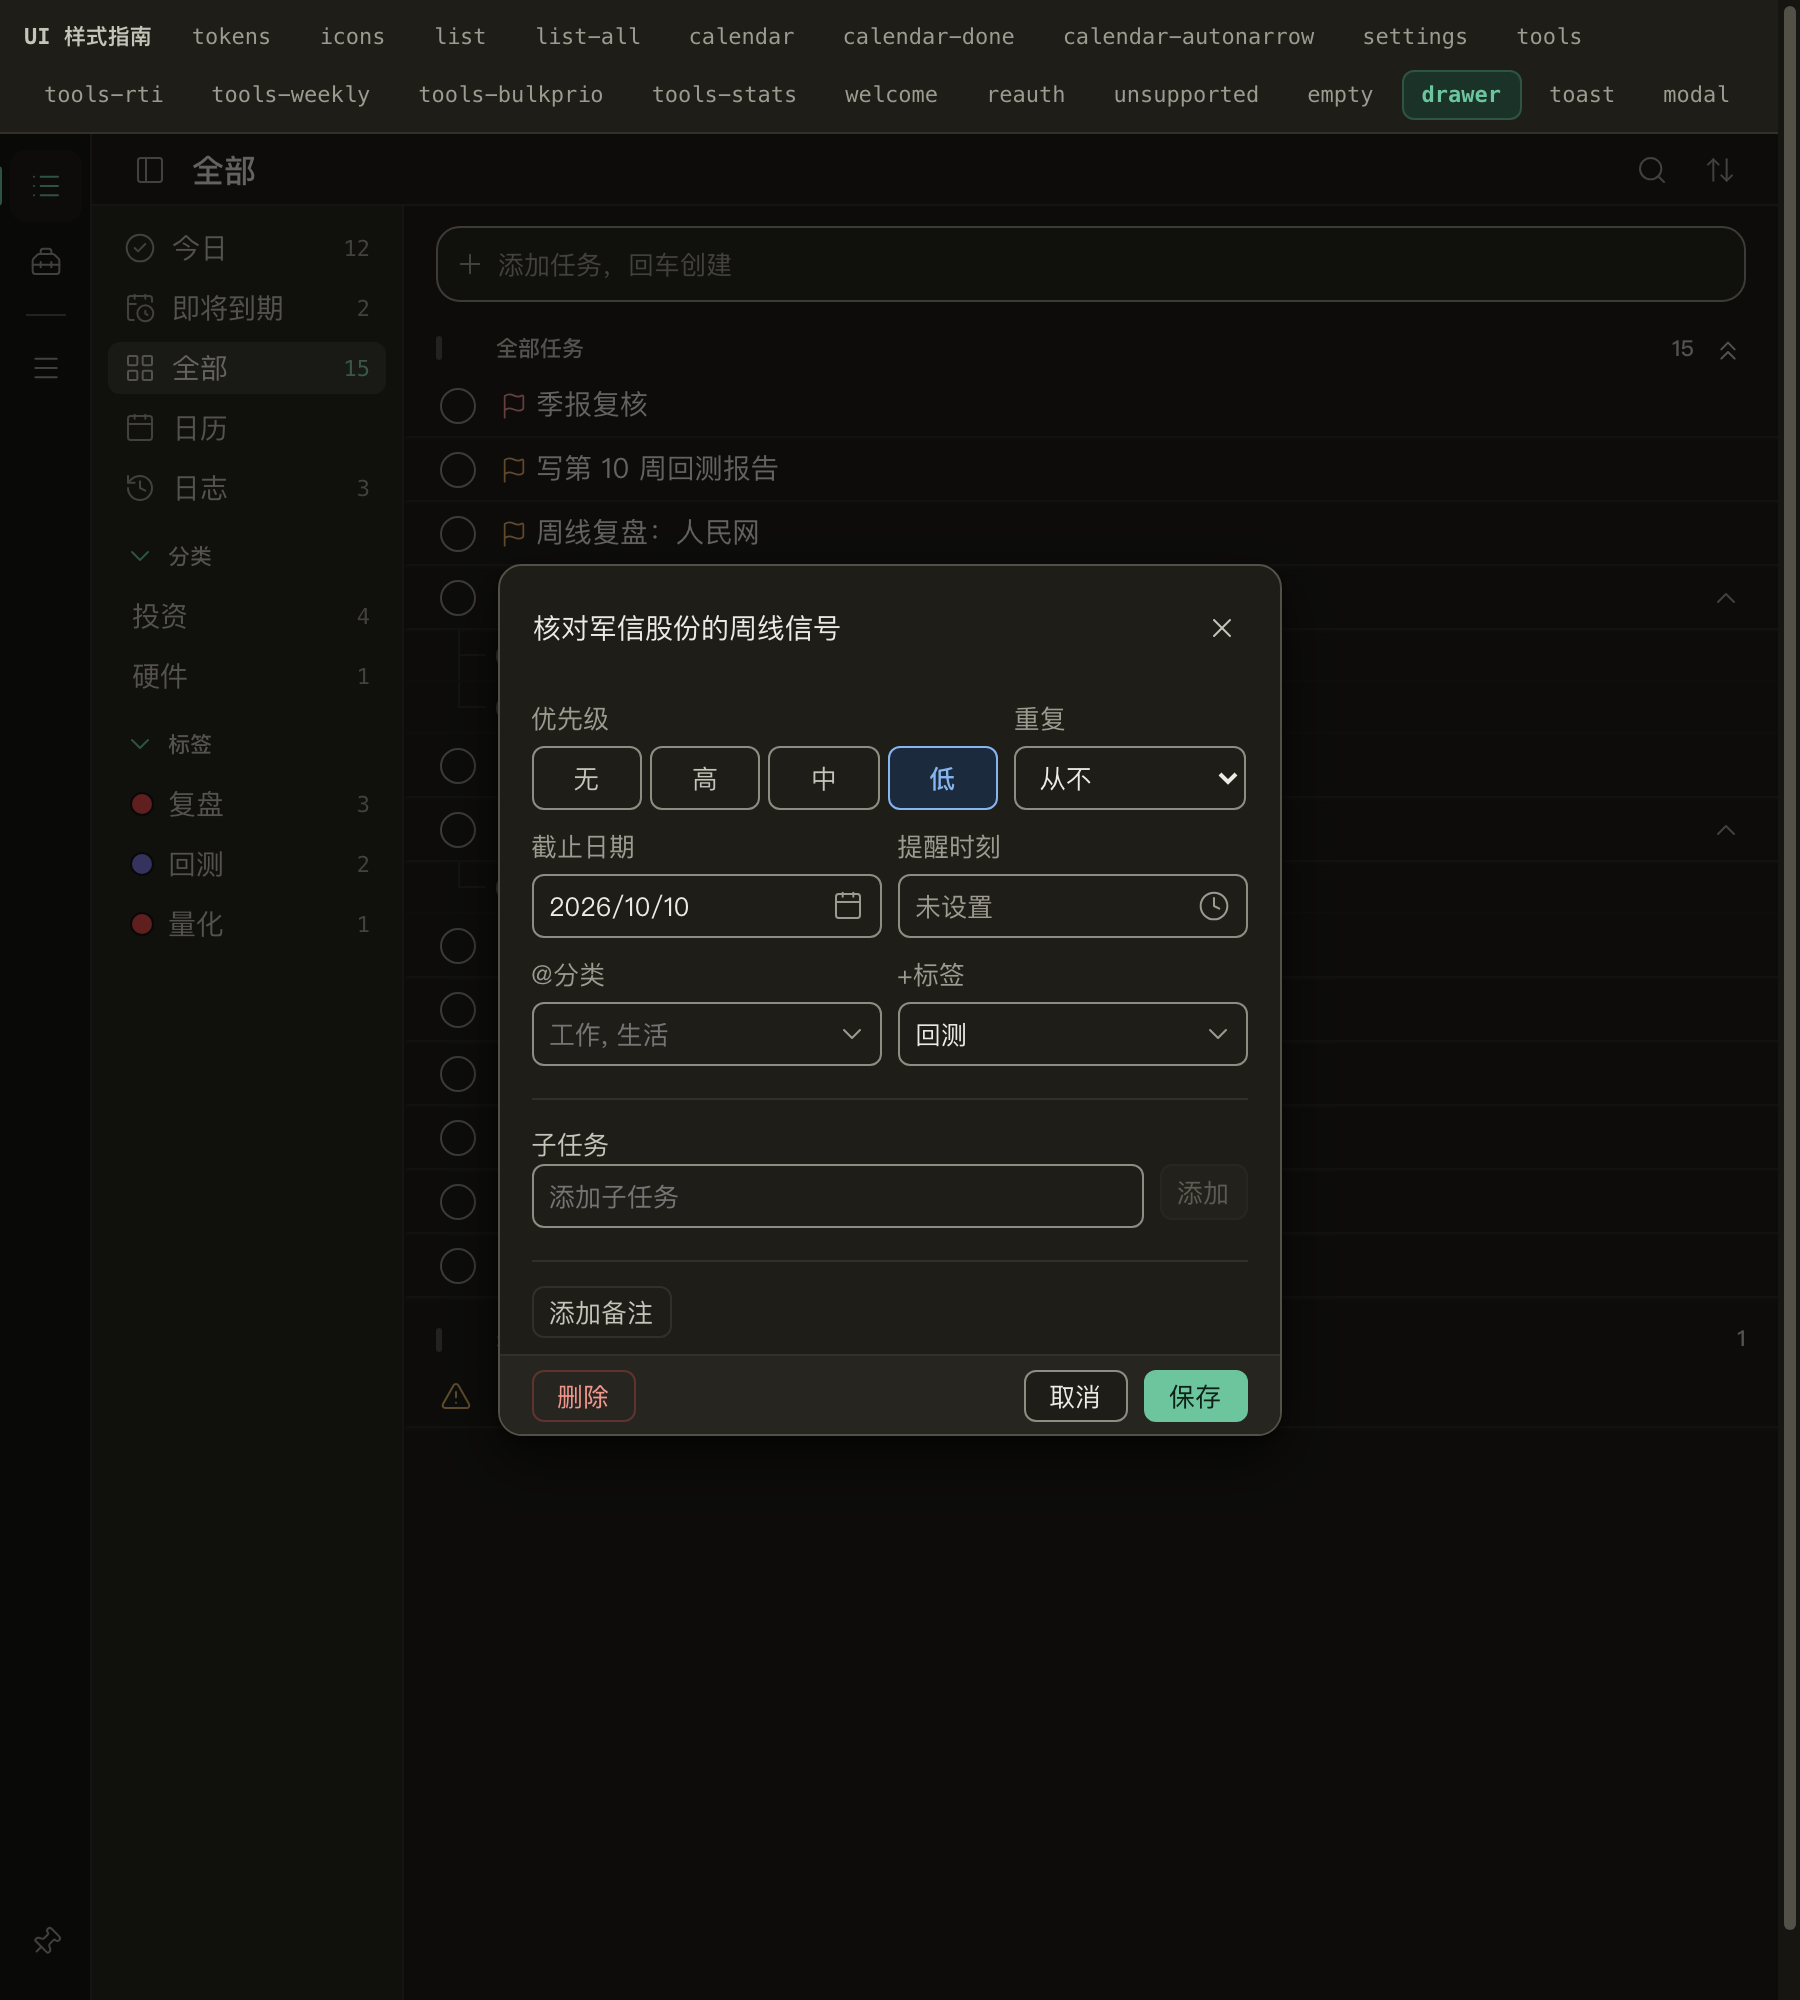 UI 样式指南 tokens icons list list-all calendar calendar-done calendar-autonarrow settings tools
tools-rti tools-weekly tools-bulkprio tools-stats welcome reauth unsupported empty drawer toast modal
全部
今日 12
即将到期 2
全部 15
日历
日志 3
分类
投资 4
硬件 1
标签
复盘 3
回测 2
量化 1
添加任务，回车创建
全部任务 15
季报复核
写第 10 周回测报告
周线复盘：人民网
核对军信股份的周线信号
优先级 重复
无 高 中 低 从不
截止日期 提醒时刻
2026/10/10 未设置
@分类 +标签
工作, 生活 回测
子任务
添加子任务 添加
添加备注
删除 取消 保存
1